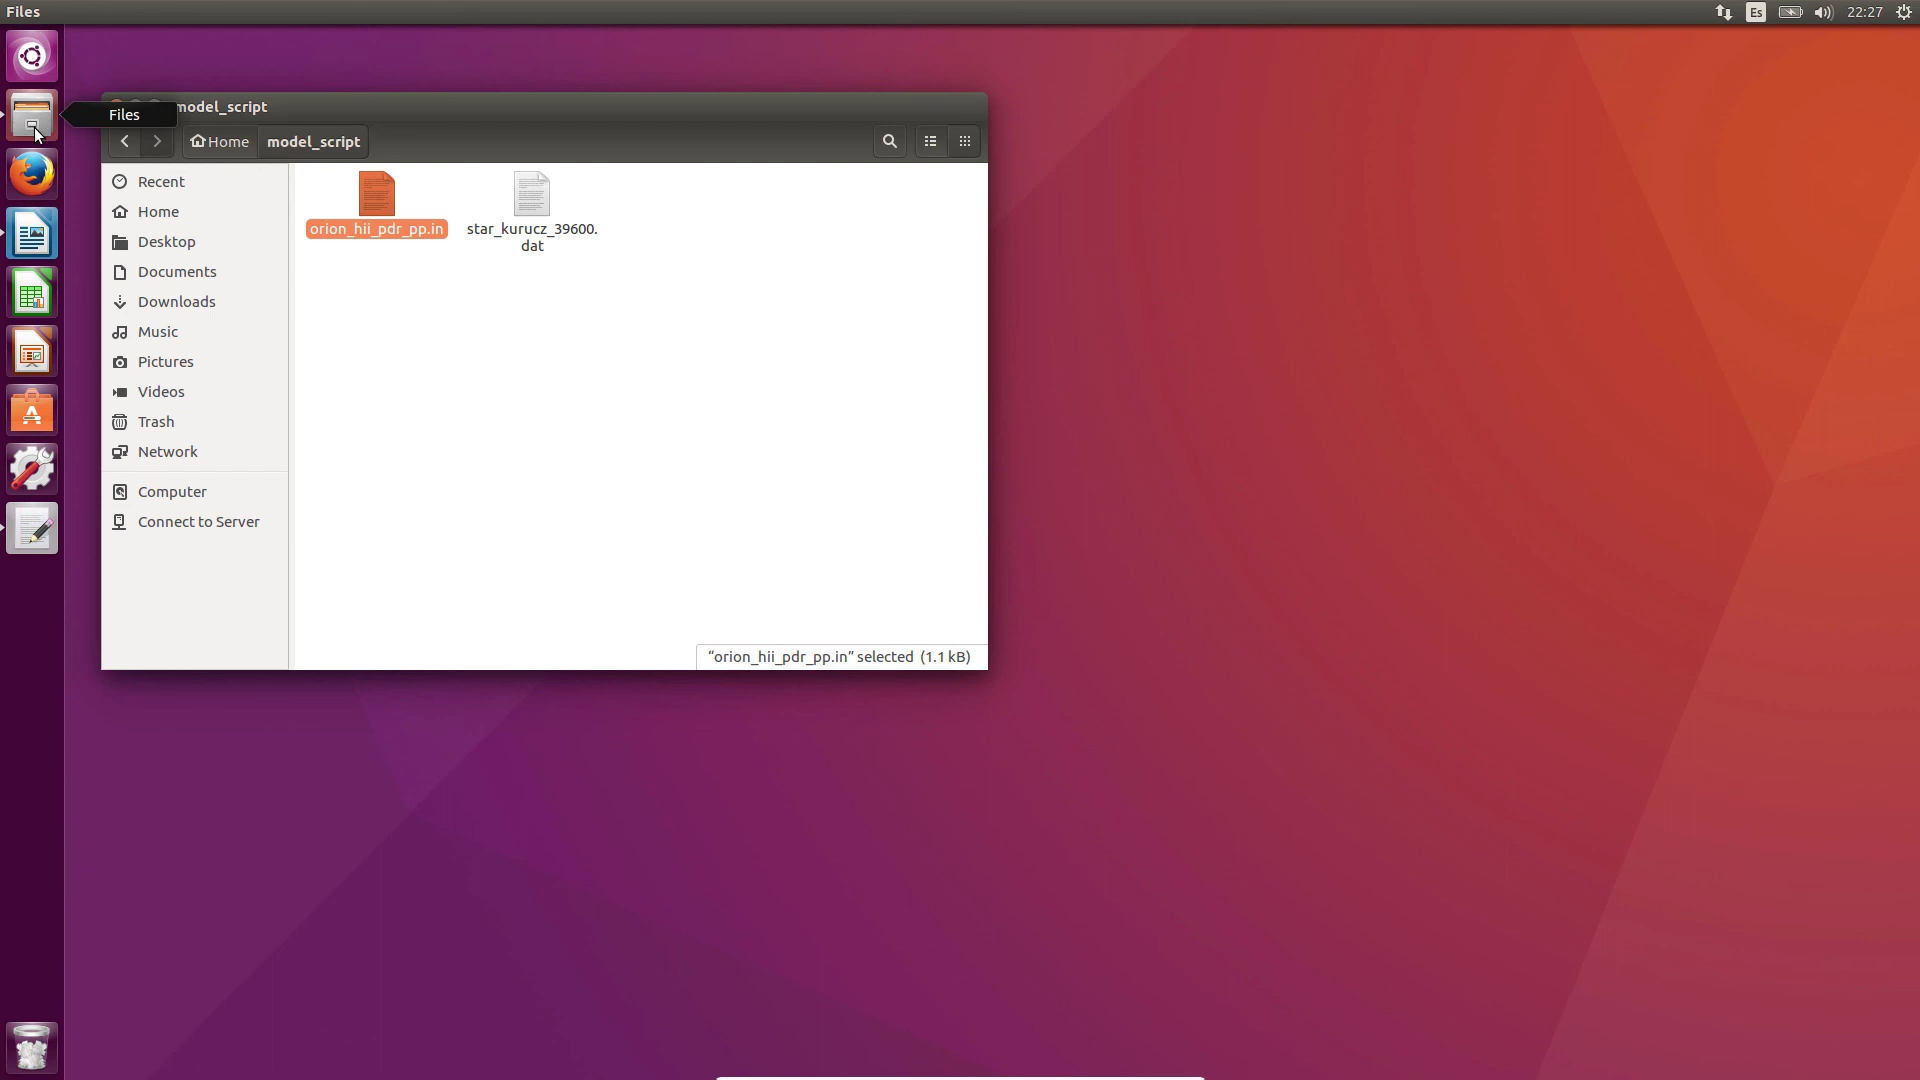 Files
Es
22:27
model_script
Files
Home
model_script
Recent
Home
Desktop
Documents
Downloads
Music
Pictures
Videos
Trash
Network
Computer
Connect to Server
orion_hii_pdr_pp.in
star_kurucz_39600.
dat
“orion_hii_pdr_pp.in” selected (1.1 kB)